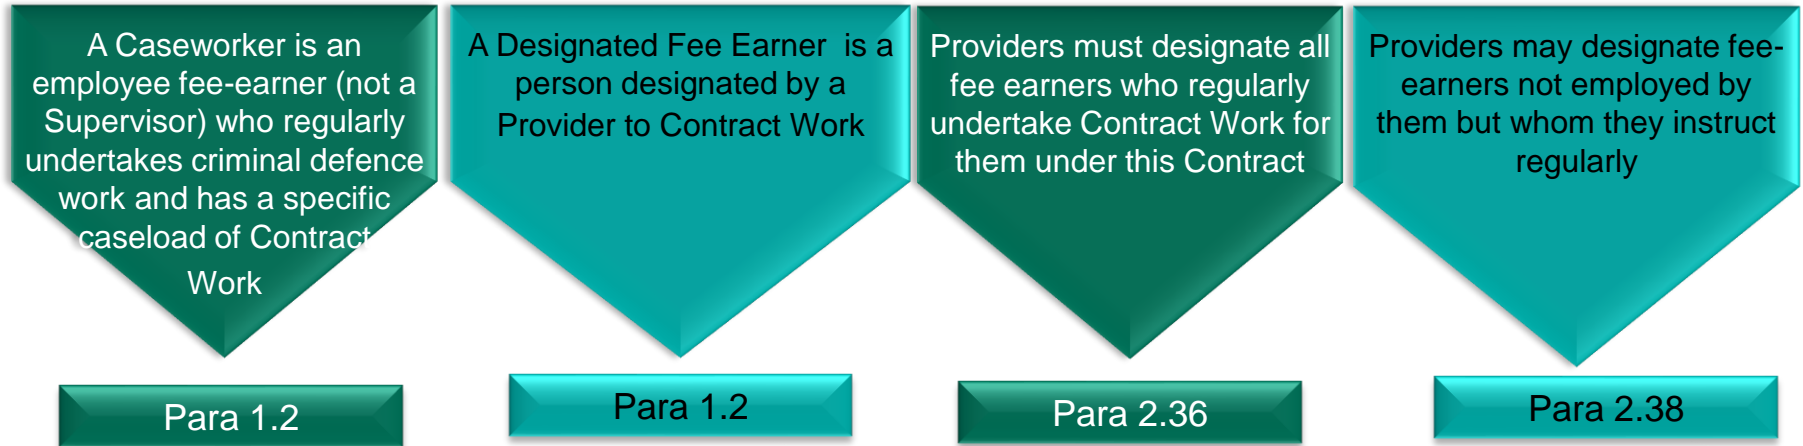 A Caseworker is an
employee fee-earner (not a
Supervisor) who regularly
undertakes criminal defence
work and has a specific
caseload of Contract
Work
A Designated Fee Earner  is a
person designated by a
Provider to Contract Work
Providers must designate all
fee earners who regularly
undertake Contract Work for
them under this Contract
Providers may designate fee-
earners not employed by
them but whom they instruct
regularly
Para 1.2
Para 1.2
Para 2.36
Para 2.38